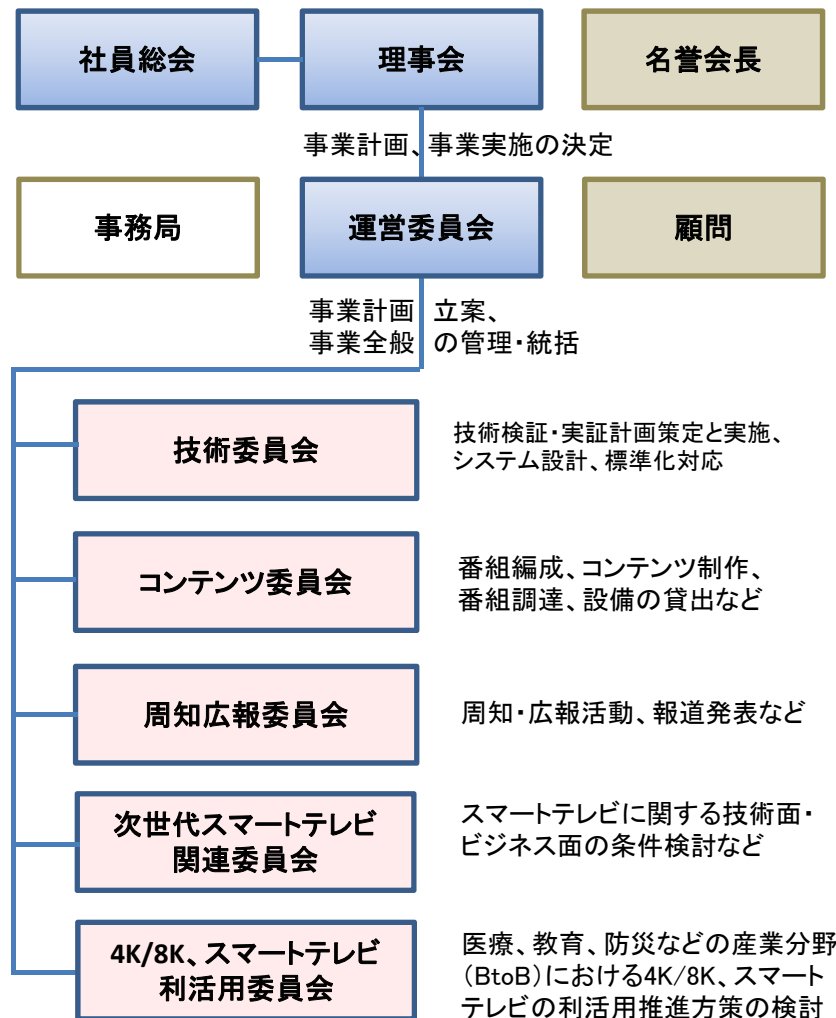 社員総会
理事会
名誉会長
事業計画、事業実施の決定
事務局
運営委員会
顧問
事業計画 立案、
事業全般 の管理・統括
技術委員会
技術検証・実証計画策定と実施、
システム設計、標準化対応
コンテンツ委員会
番組編成、コンテンツ制作、
番組調達、設備の貸出など
周知広報委員会
周知・広報活動、報道発表など
次世代スマートテレビ
関連委員会
スマートテレビに関する技術面・
ビジネス面の条件検討など
4K/8K、スマートテレビ
利活用委員会
医療、教育、防災などの産業分野
(BtoB)における4K/8K、スマート
テレビの利活用推進方策の検討